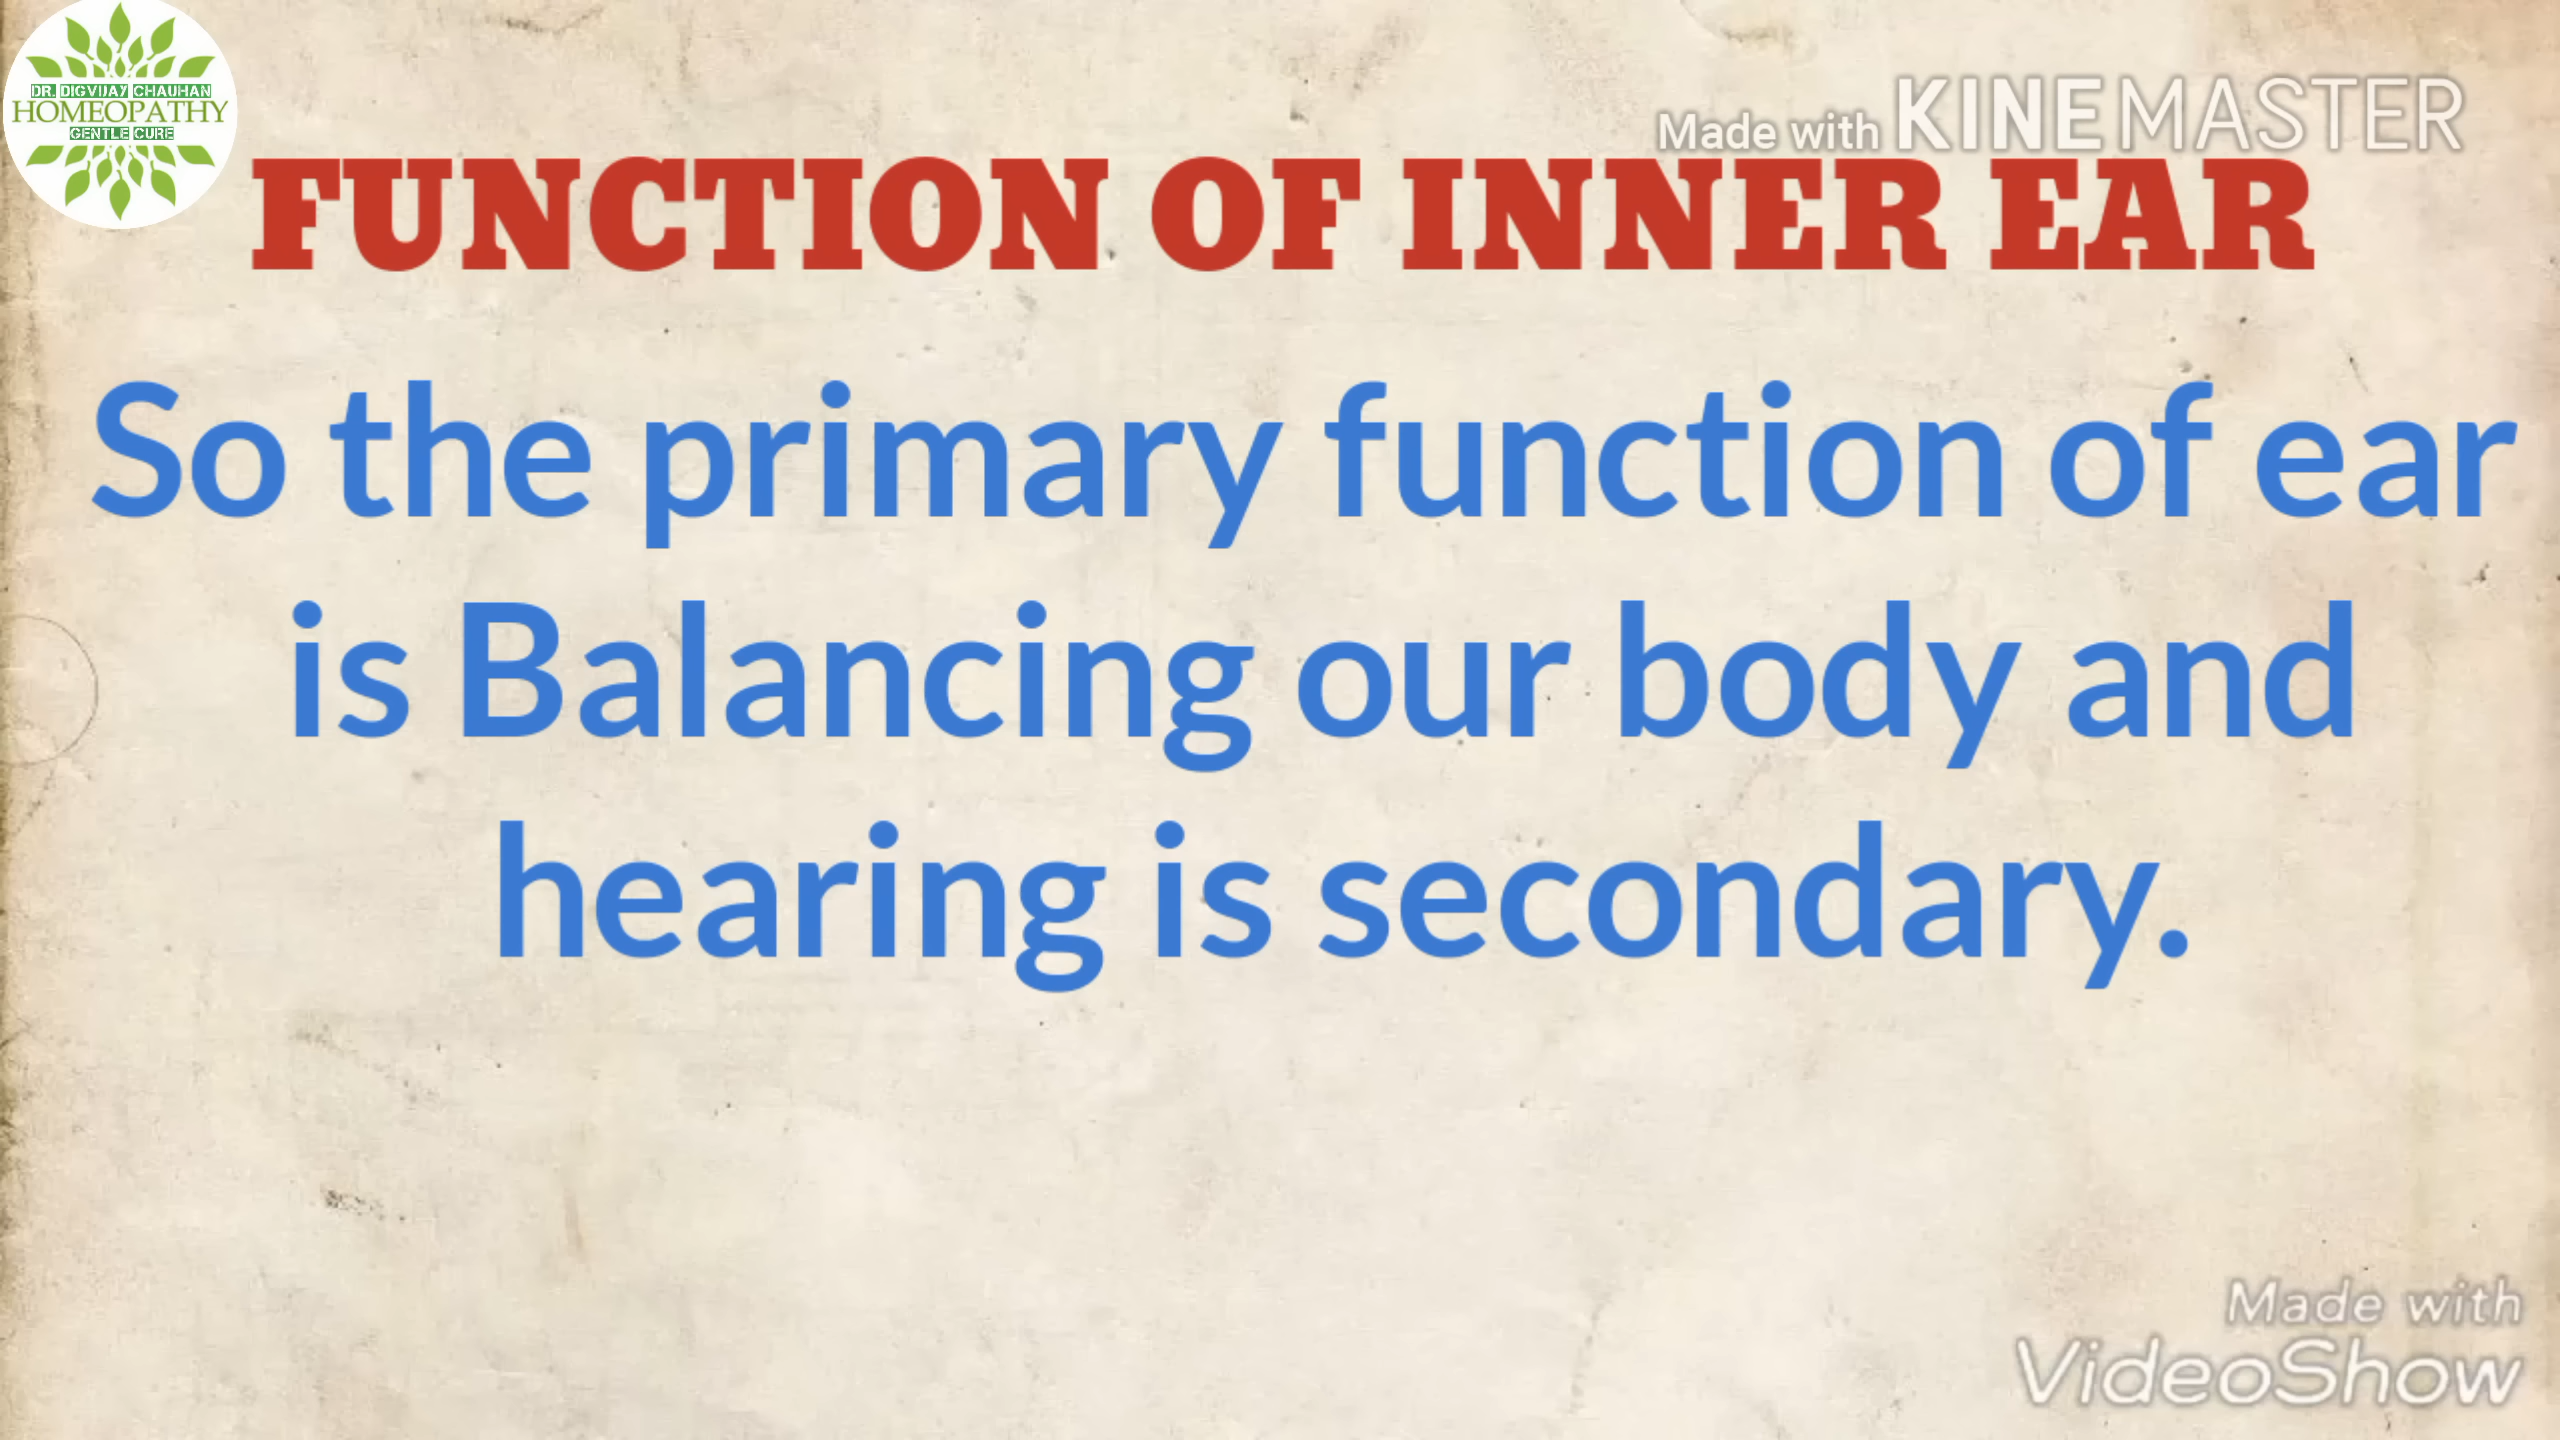 DR. DIGVIJAY CHAUHAN
HOMEOPATHY
GENTLE CURE
Made with KINEMASTER
FUNCTION OF INNER EAR
So the primary function of ear
is Balancing our body and
hearing is secondary.
Made with
VideoShow